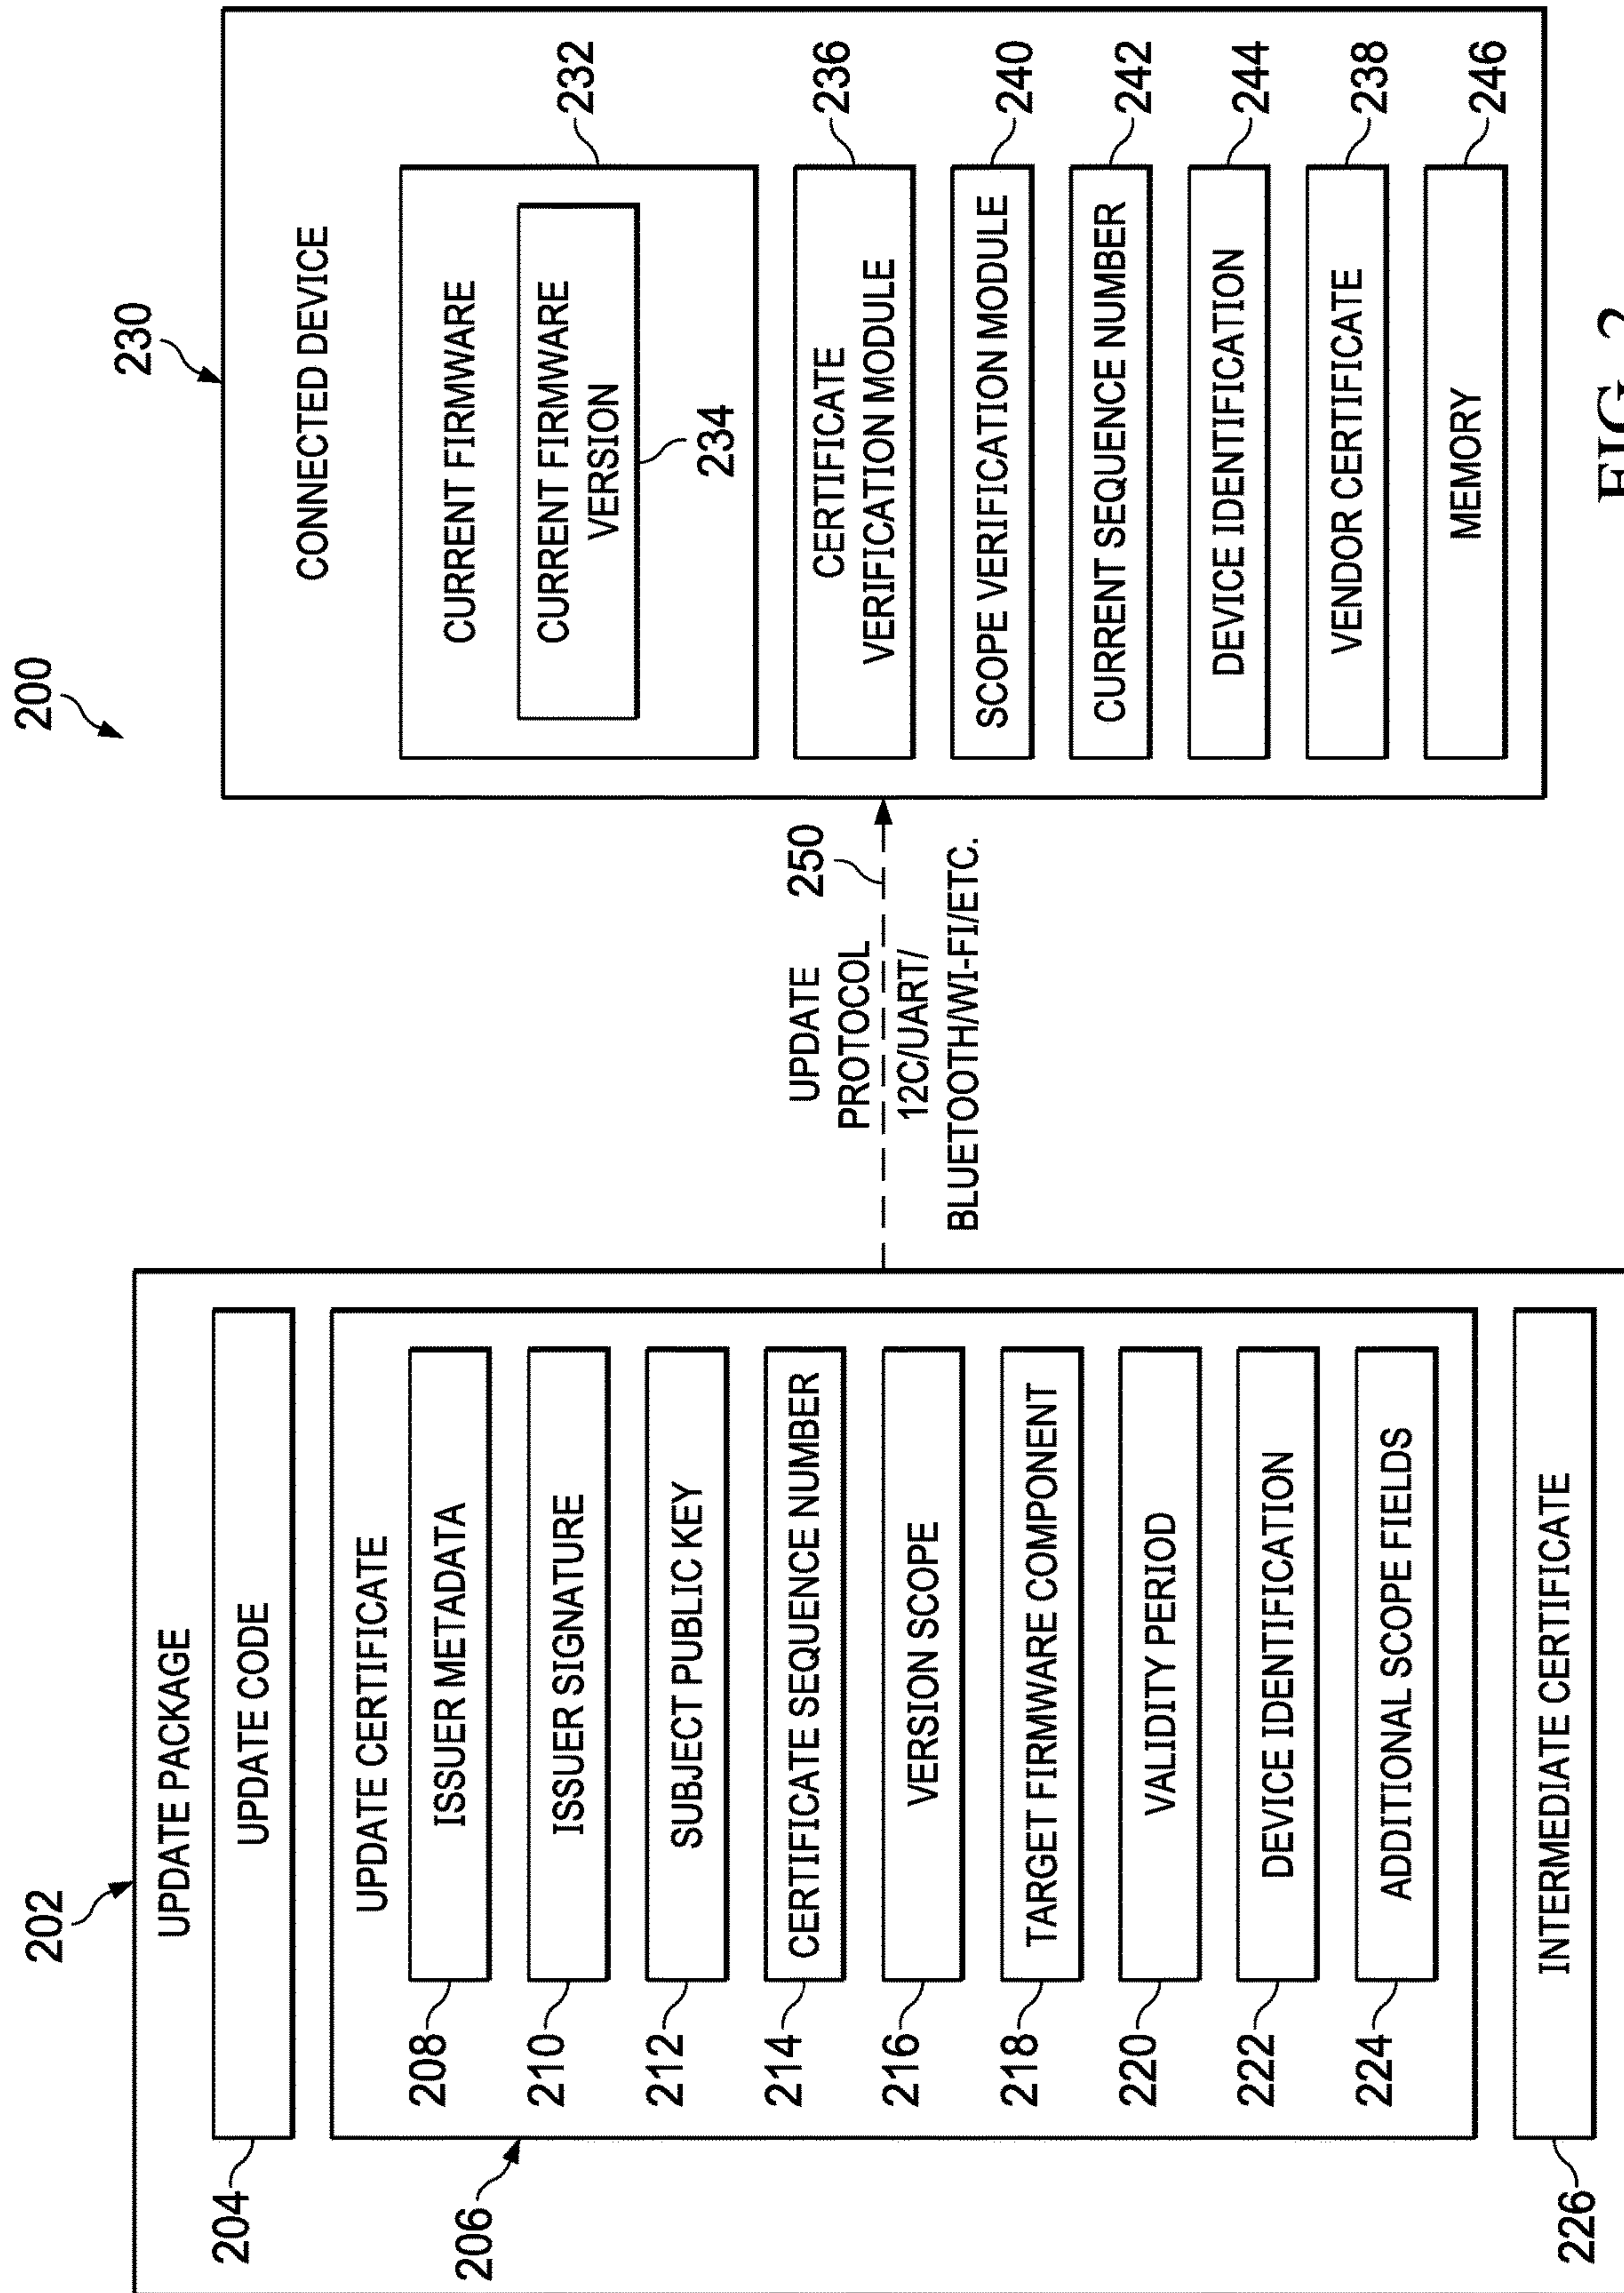 200
202
UPDATE PACKAGE
204
UPDATE CODE
206
UPDATE CERTIFICATE
208
ISSUER METADATA
210
ISSUER SIGNATURE
212
SUBJECT PUBLIC KEY
214
CERTIFICATE SEQUENCE NUMBER
216
VERSION SCOPE
218
TARGET FIRMWARE COMPONENT
220
VALIDITY PERIOD
222
DEVICE IDENTIFICATION
224
ADDITIONAL SCOPE FIELDS
226
INTERMEDIATE CERTIFICATE
UPDATE
PROTOCOL
250
12C/UART/
BLUETOOTH/WI-FI/ETC.
230
CONNECTED DEVICE
CURRENT FIRMWARE
232
CURRENT FIRMWARE
VERSION
234
CERTIFICATE
VERIFICATION MODULE
236
SCOPE VERIFICATION MODULE
240
CURRENT SEQUENCE NUMBER
242
DEVICE IDENTIFICATION
244
VENDOR CERTIFICATE
238
MEMORY
246
FIG. 2